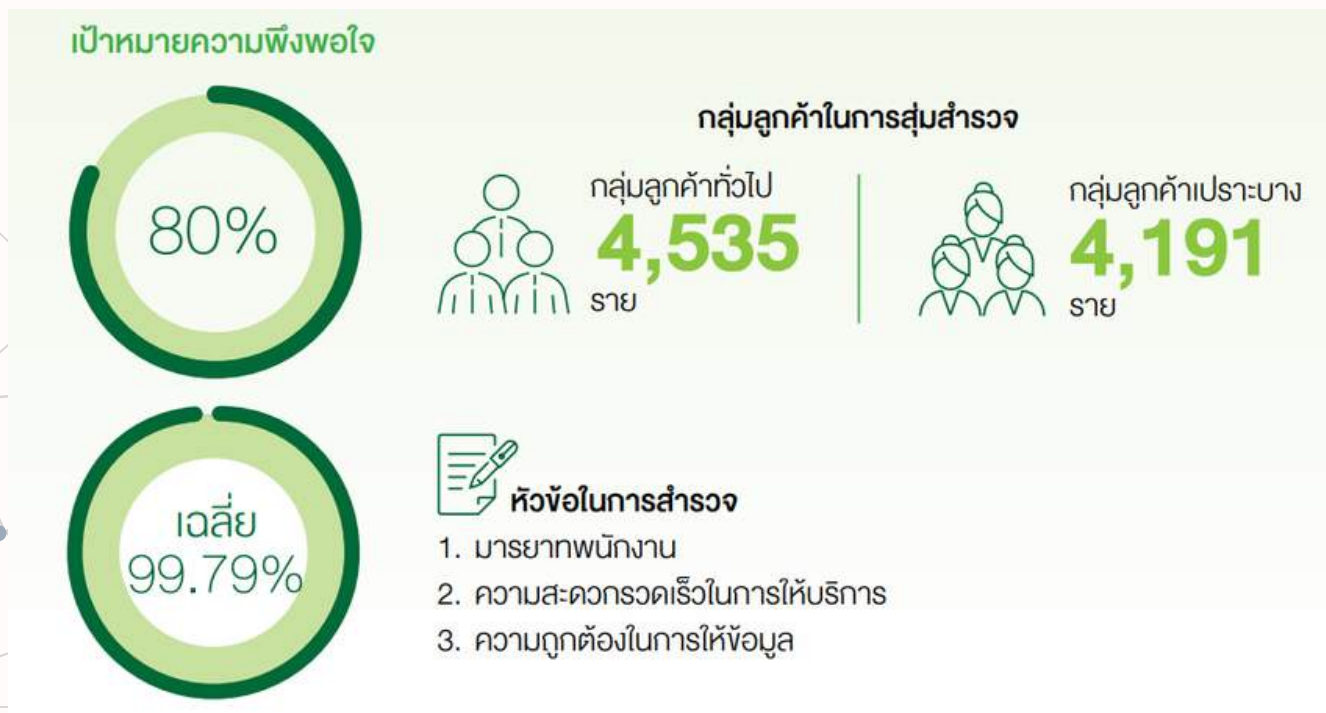 เป้าหมายความพึงพอใจ
80%
กลุ่มลูกค้าในการสุ่มสำรวจ
กลุ่มลูกค้าทั่วไป
4,535
ราย
กลุ่มลูกค้าเปราะบาง
4,191
ราย
เฉลี่ย
99.79%
หัวข้อในการสำรวจ
1. มารยาทพนักงาน
2. ความสะดวกรวดเร็วในการให้บริการ
3. ความถูกต้องในการให้ข้อมูล